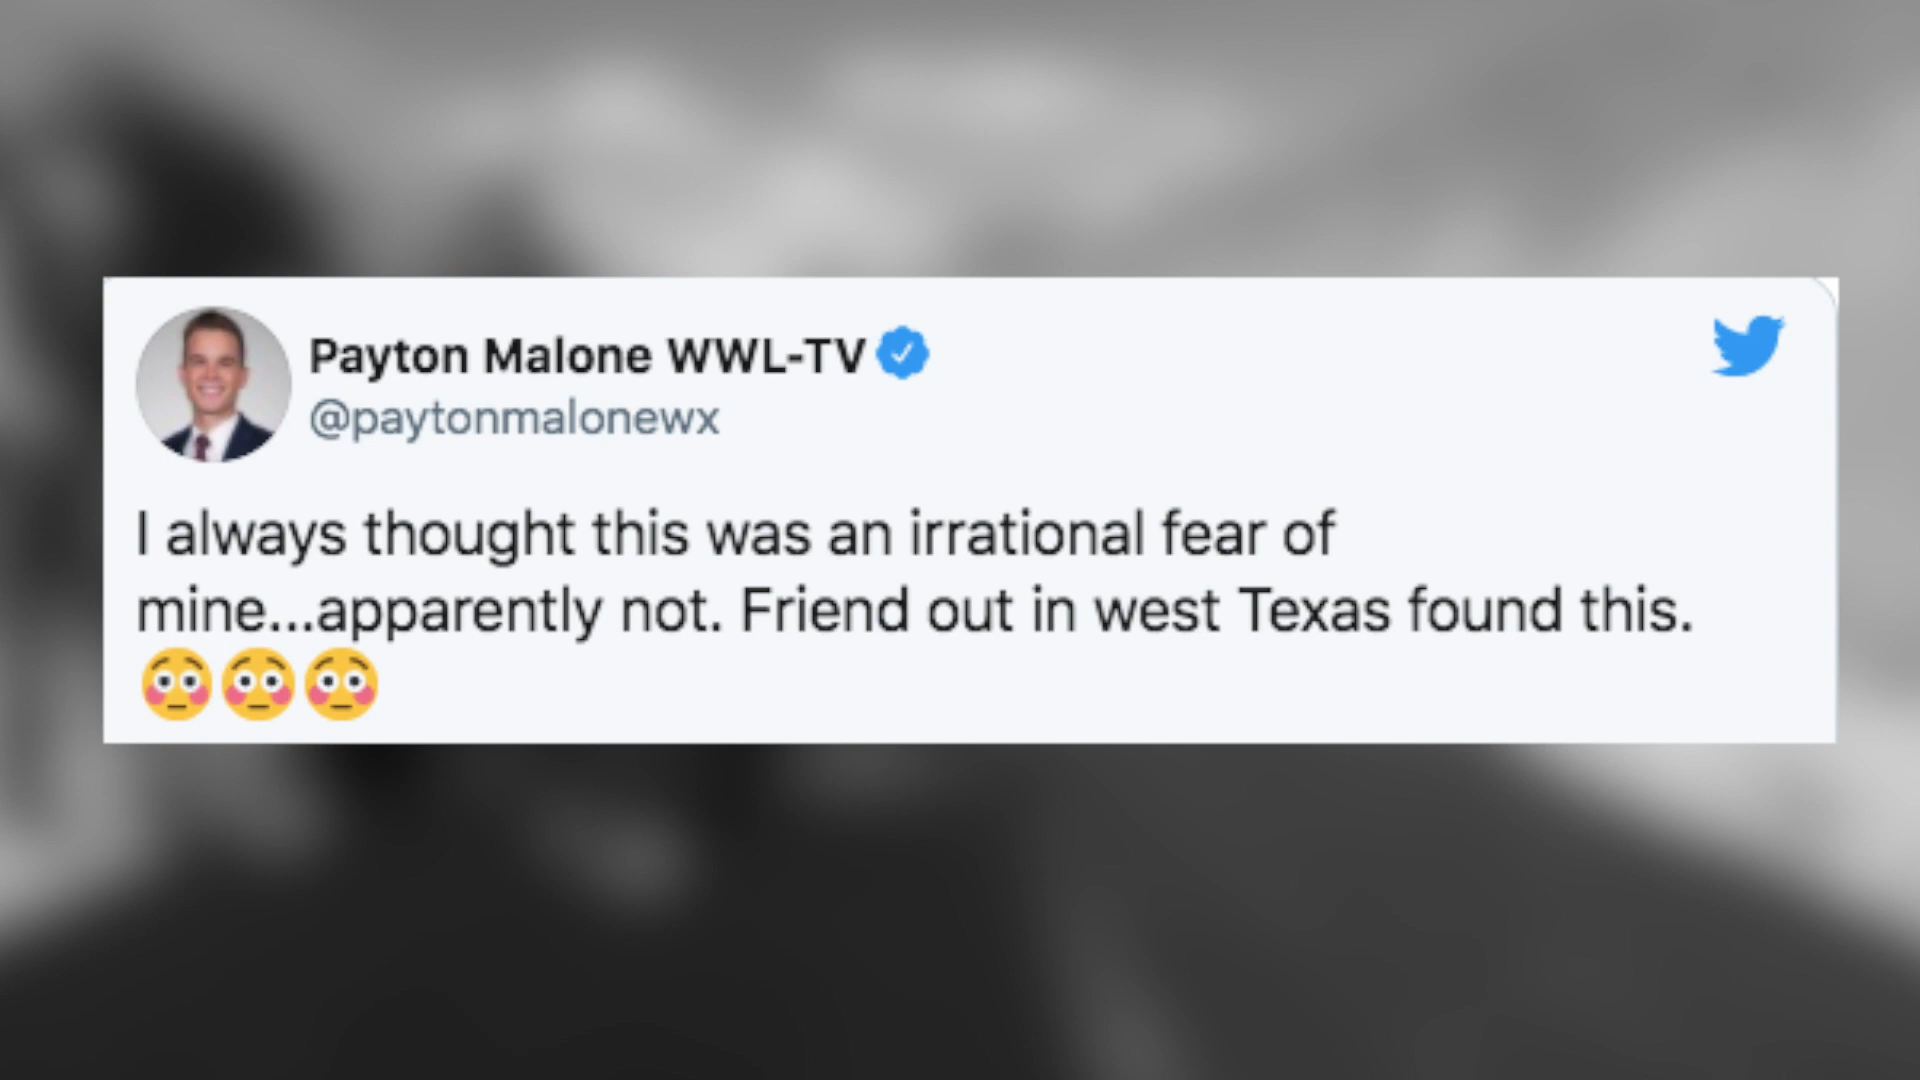 Payton Malone WWL-TV
@paytonmalonewx
I always thought this was an irrational fear of
mine...apparently not. Friend out in west Texas found this.
😳😳😳